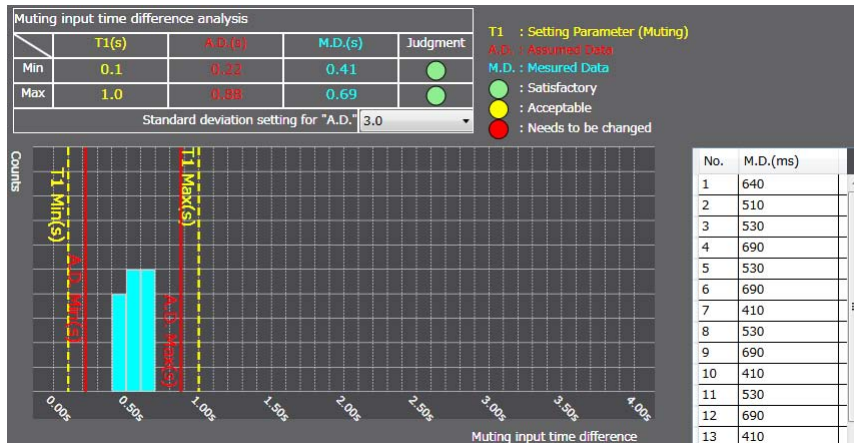 Muting input time difference analysis
T1(s) A.D.(s) M.D.(s) Judgment
Min 0.1 0.22 0.41
Max 1.0 0.88 0.69
Standard deviation setting for "A.D." 3.0
T1 : Setting Parameter (Muting)
A.D. : Assumed Data
M.D. : Mesured Data
: Satisfactory
: Acceptable
: Needs to be changed
Counts
T1 Min(s)
A.D. Min(s)
A.D. Max(s)
T1 Max(s)
0.00s 0.50s 1.00s 1.50s 2.00s 2.50s 3.00s 3.50s 4.00s
Muting input time difference
No. M.D.(ms)
1 640
2 510
3 530
4 690
5 530
6 690
7 410
8 530
9 690
10 410
11 530
12 690
13 410